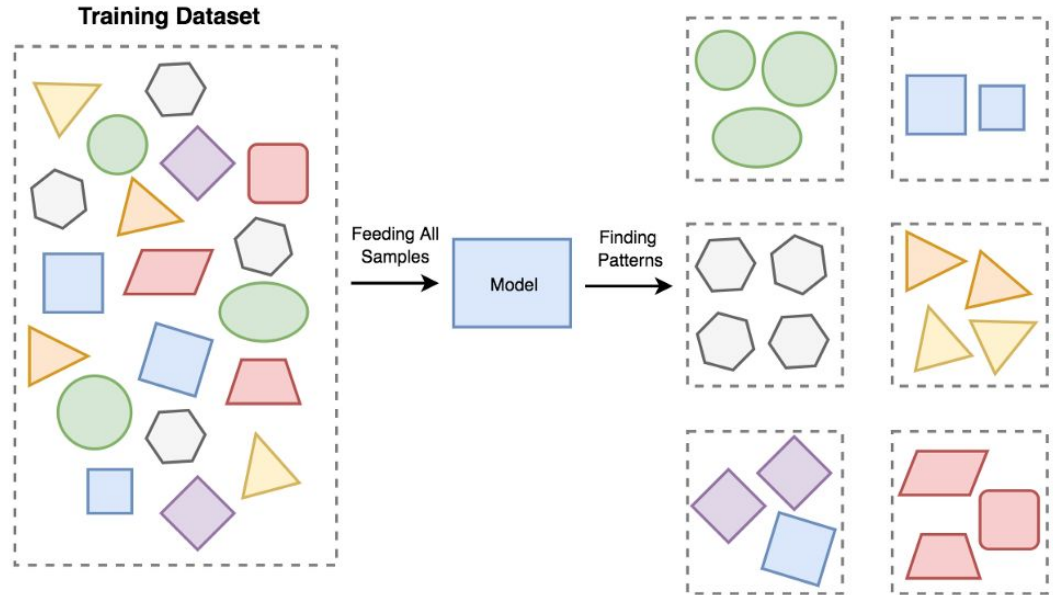 Training Dataset
Feeding All
Samples
Model
Finding
Patterns